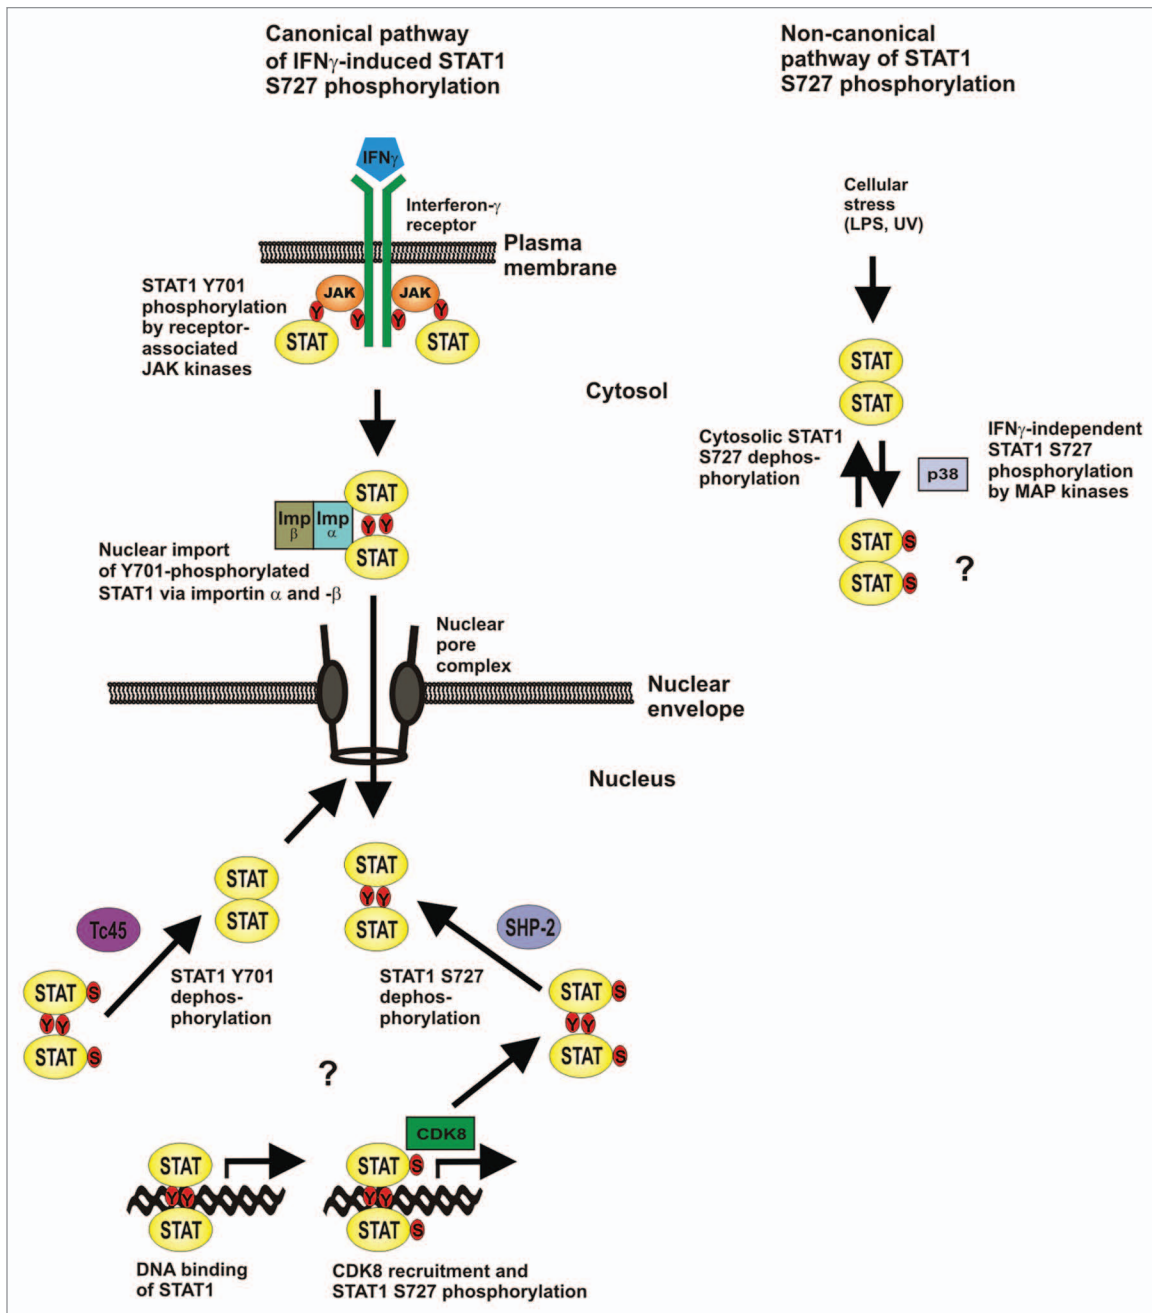 Canonical pathway
of IFNγ-induced STAT1
S727 phosphorylation
Non-canonical
pathway of STAT1
S727 phosphorylation
IFNγ
Interferon-γ
receptor
Plasma
membrane
STAT1 Y701
phosphorylation
by receptor-
associated
JAK kinases
JAK
JAK
Y
Y
Y
Y
STAT
STAT
Cellular
stress
(LPS, UV)
Cytosol
STAT
STAT
Cytosolic STAT1
S727 dephos-
phorylation
p38
IFNγ-independent
STAT1 S727
phosphorylation
by MAP kinases
STAT
S
STAT
S
?
STAT
Imp
β
Imp
α
Y
Y
STAT
Nuclear import
of Y701-phosphorylated
STAT1 via importin α and -β
Nuclear
pore
complex
Nuclear
envelope
Nucleus
STAT
STAT
STAT
Y
Y
STAT
Tc45
SHP-2
STAT
S
Y
Y
STAT
S
STAT1 Y701
dephos-
phorylation
STAT1 S727
dephos-
phorylation
STAT
S
Y
Y
STAT
S
?
CDK8
STAT
Y
Y
STAT
STAT
S
Y
Y
STAT
S
DNA binding
of STAT1
CDK8 recruitment and
STAT1 S727 phosphorylation